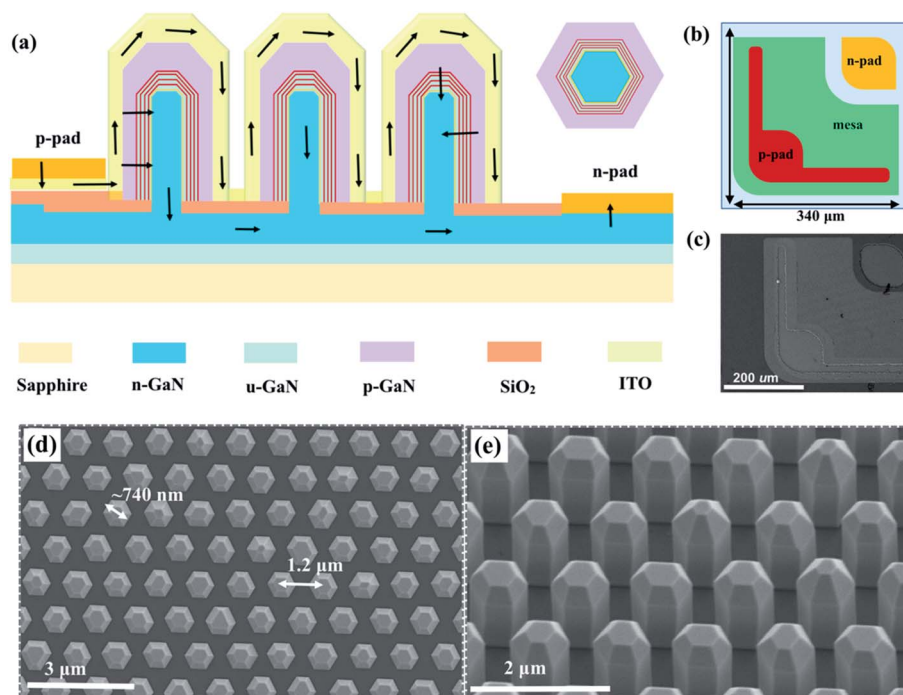 (a)
p-pad
n-pad
Sapphire
n-GaN
u-GaN
p-GaN
SiO₂
ITO
(b)
n-pad
mesa
p-pad
340 μm
(c)
200 um
(d)
~740 nm
1.2 μm
3 μm
(e)
2 μm